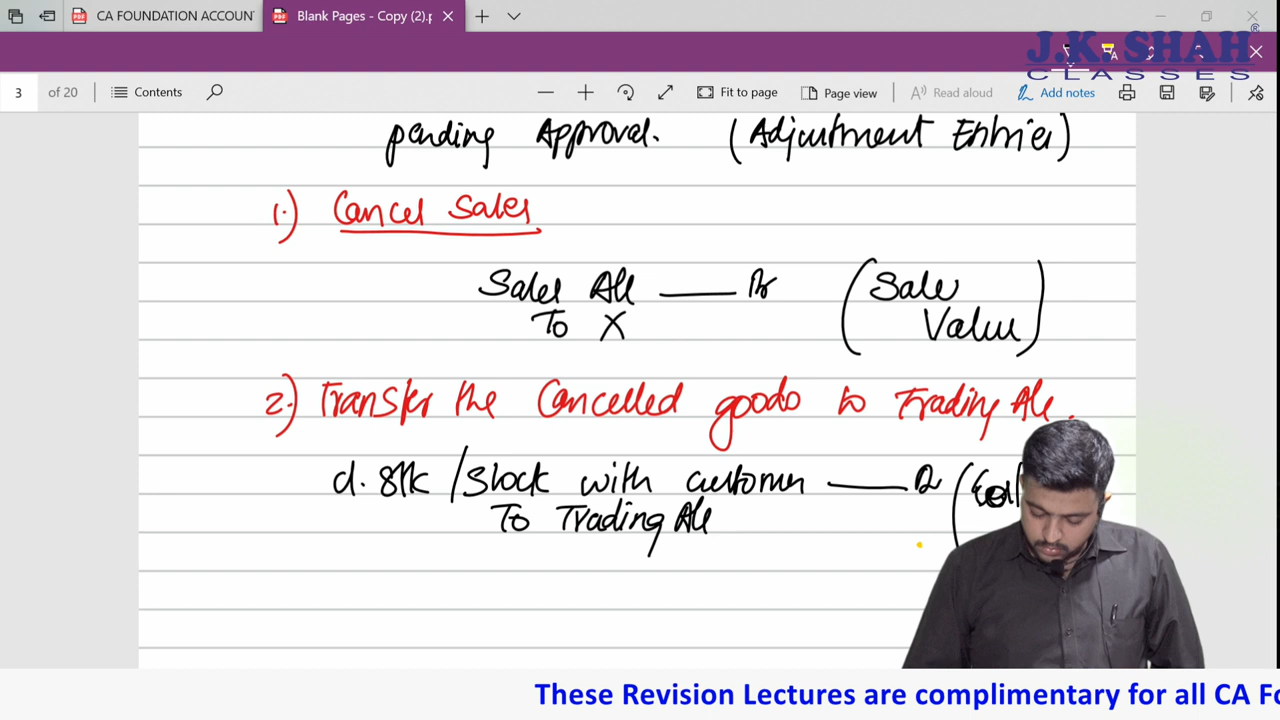 CA FOUNDATION ACCOUNT
Blank Pages - Copy (2).p
J.K. SHAH ®
CLASSES
3 of 20
Contents
Fit to page
Page view
Read aloud
Add notes
pending Approval. (Adjustment Entries)
1.) Cancel Sales
Sales A/c —— Dr (Sale
To X Value)
2.) Transfer the Cancelled goods to Trading A/c.
cl. Stk / Stock with customer —— Dr
To Trading A/c
These Revision Lectures are complimentary for all CA Fo